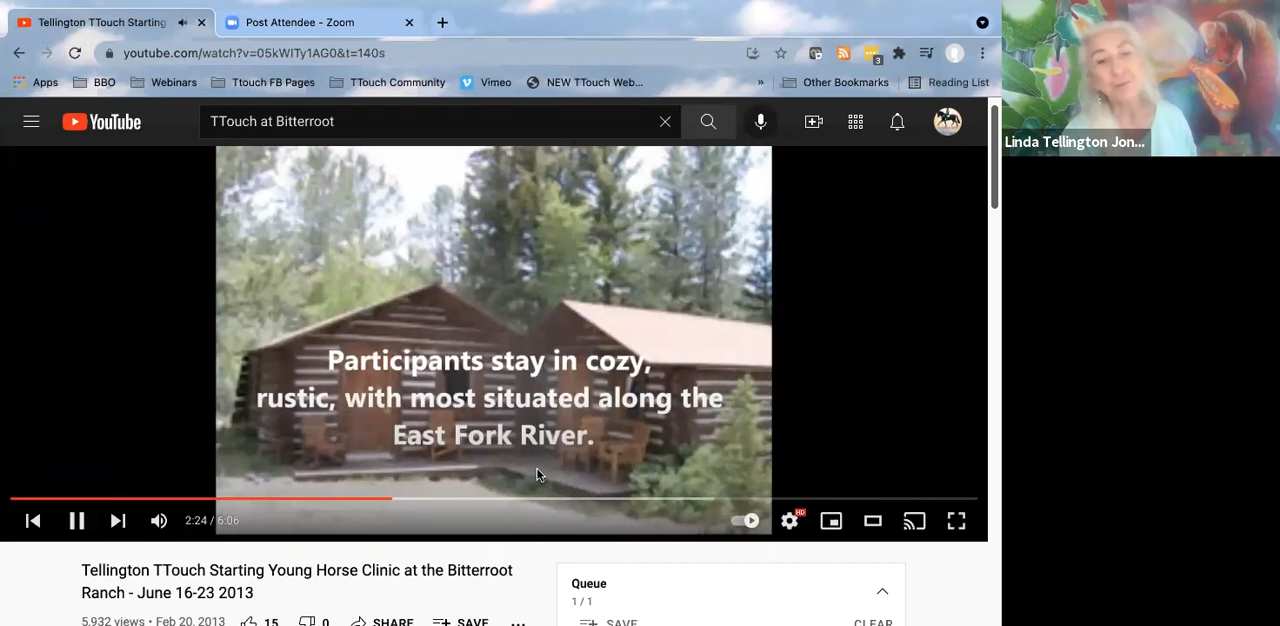 Tellington TTouch Starting
Post Attendee - Zoom
youtube.com/watch?v=05kWITy1AG0&t=140s
3
Apps
BBO
Webinars
Ttouch FB Pages
TTouch Community
Vimeo
NEW TTouch Web...
»
Other Bookmarks
Reading List
YouTube
TTouch at Bitterroot
Linda Tellington Jon...
Participants stay in cozy,
rustic, with most situated along the
East Fork River.
2:24 / 6:06
HD
Tellington TTouch Starting Young Horse Clinic at the Bitterroot
Ranch - June 16-23 2013
5,932 views • Feb 20, 2013
15
0
SHARE
SAVE
...
Queue
1 / 1
SAVE
CLEAR